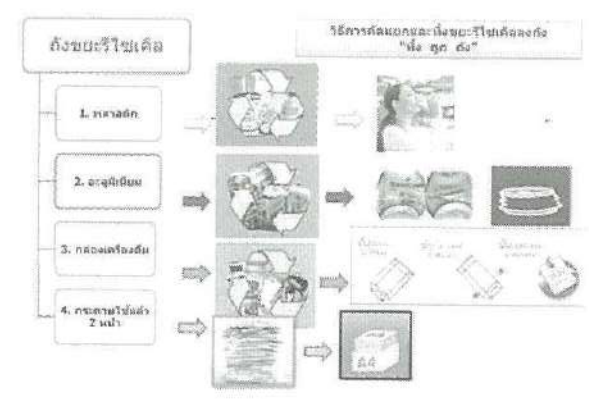 ถังขยะรีไซเคิล
วิธีการคัดแยกและทิ้งขยะรีไซเคิลลงถัง
"ทิ้ง ถูก ถัง"
1. พลาสติก
2. อะลูมิเนียม
3. กล่องเครื่องดื่ม
4. กระดาษใช้แล้ว
2 หน้า
A4